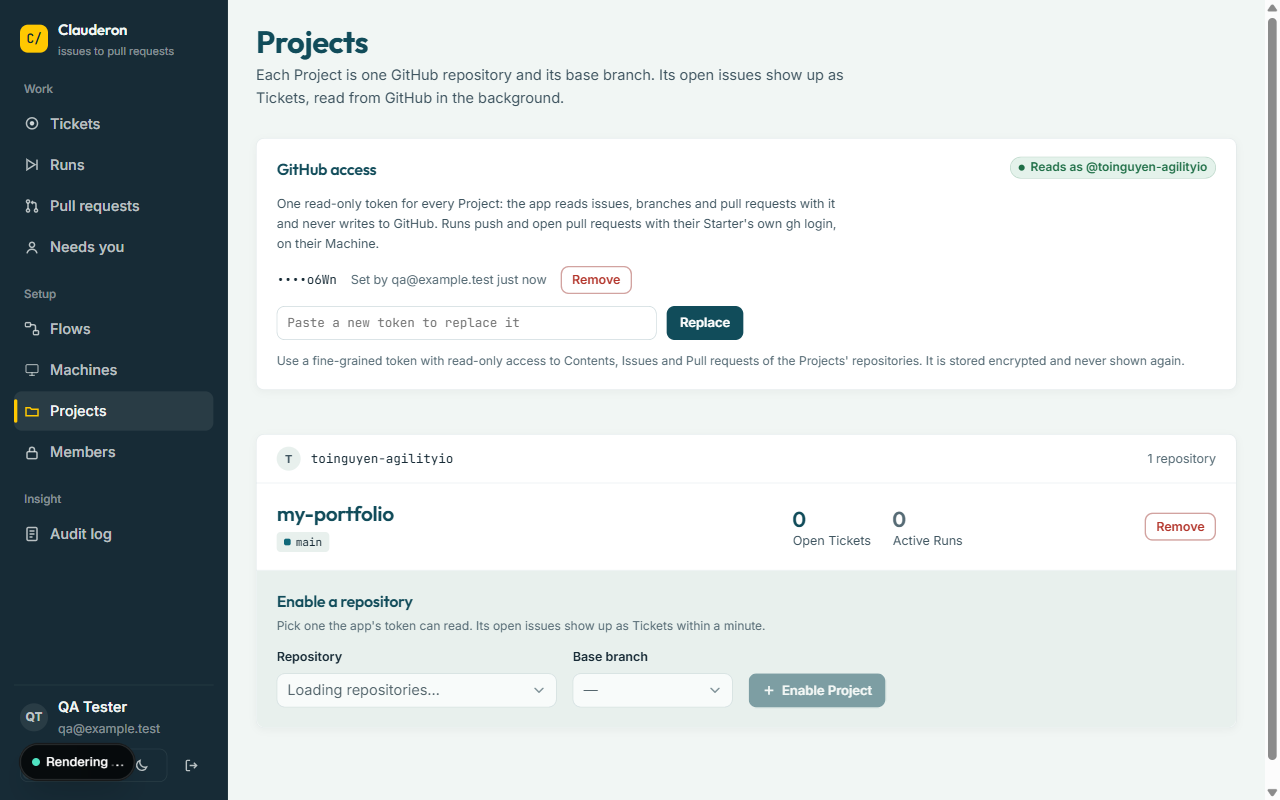 C/
Clauderon
issues to pull requests
Work
Tickets
Runs
Pull requests
Needs you
Setup
Flows
Machines
Projects
Members
Insight
Audit log
QT
QA Tester
qa@example.test
Rendering ...
Projects
Each Project is one GitHub repository and its base branch. Its open issues show up as
Tickets, read from GitHub in the background.
GitHub access
Reads as @toinguyen-agilityio
One read-only token for every Project: the app reads issues, branches and pull requests with it
and never writes to GitHub. Runs push and open pull requests with their Starter's own gh login,
on their Machine.
••••o6Wn Set by qa@example.test just now Remove
Paste a new token to replace it Replace
Use a fine-grained token with read-only access to Contents, Issues and Pull requests of the Projects' repositories. It is stored encrypted and never shown again.
T toinguyen-agilityio 1 repository
my-portfolio
main
0 Open Tickets
0 Active Runs
Remove
Enable a repository
Pick one the app's token can read. Its open issues show up as Tickets within a minute.
Repository Base branch
Loading repositories... — + Enable Project